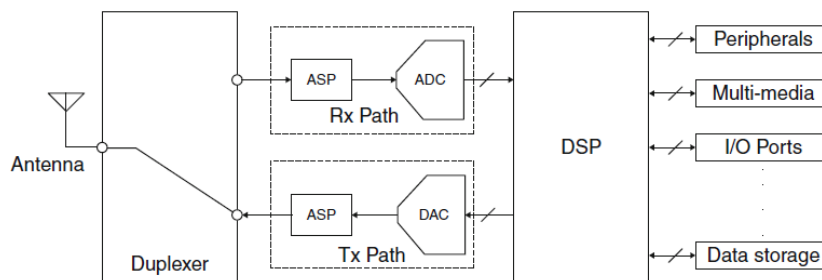 Antenna
Duplexer
ASP
ADC
Rx Path
ASP
DAC
Tx Path
DSP
Peripherals
Multi-media
I/O Ports
Data storage